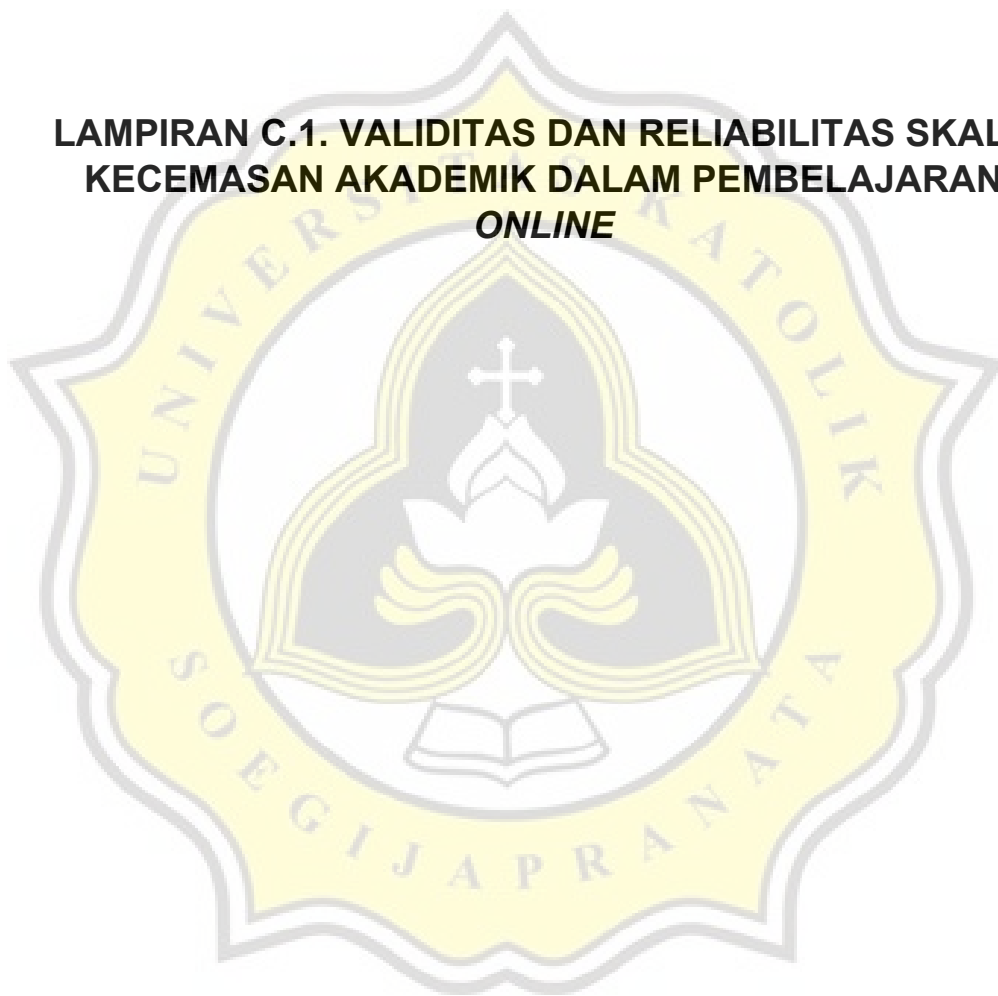 LAMPIRAN C.1. VALIDITAS DAN RELIABILITAS SKAL
KECEMASAN AKADEMIK DALAM PEMBELAJARAN
ONLINE
UNIVERSITAS KATOLIK
SOEGIJAPRANATA